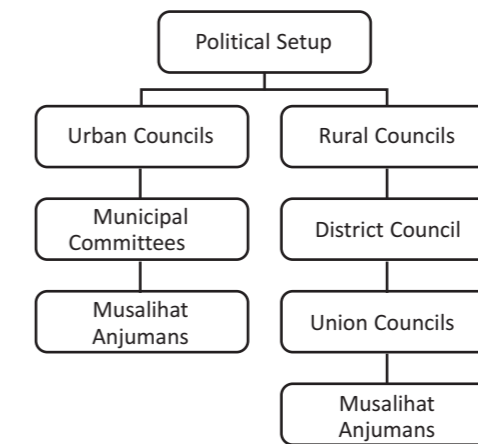 Political Setup
Urban Councils
Rural Councils
Municipal
Committees
District Council
Musalihat
Anjumans
Union Councils
Musalihat
Anjumans